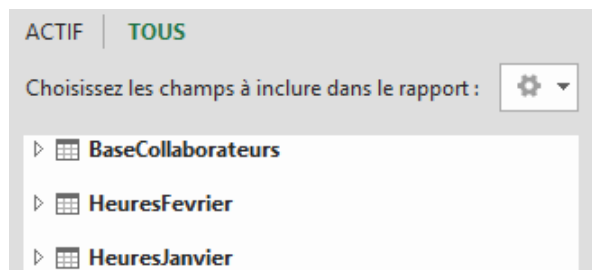 ACTIF TOUS
Choisissez les champs à inclure dans le rapport :
BaseCollaborateurs
HeuresFevrier
HeuresJanvier